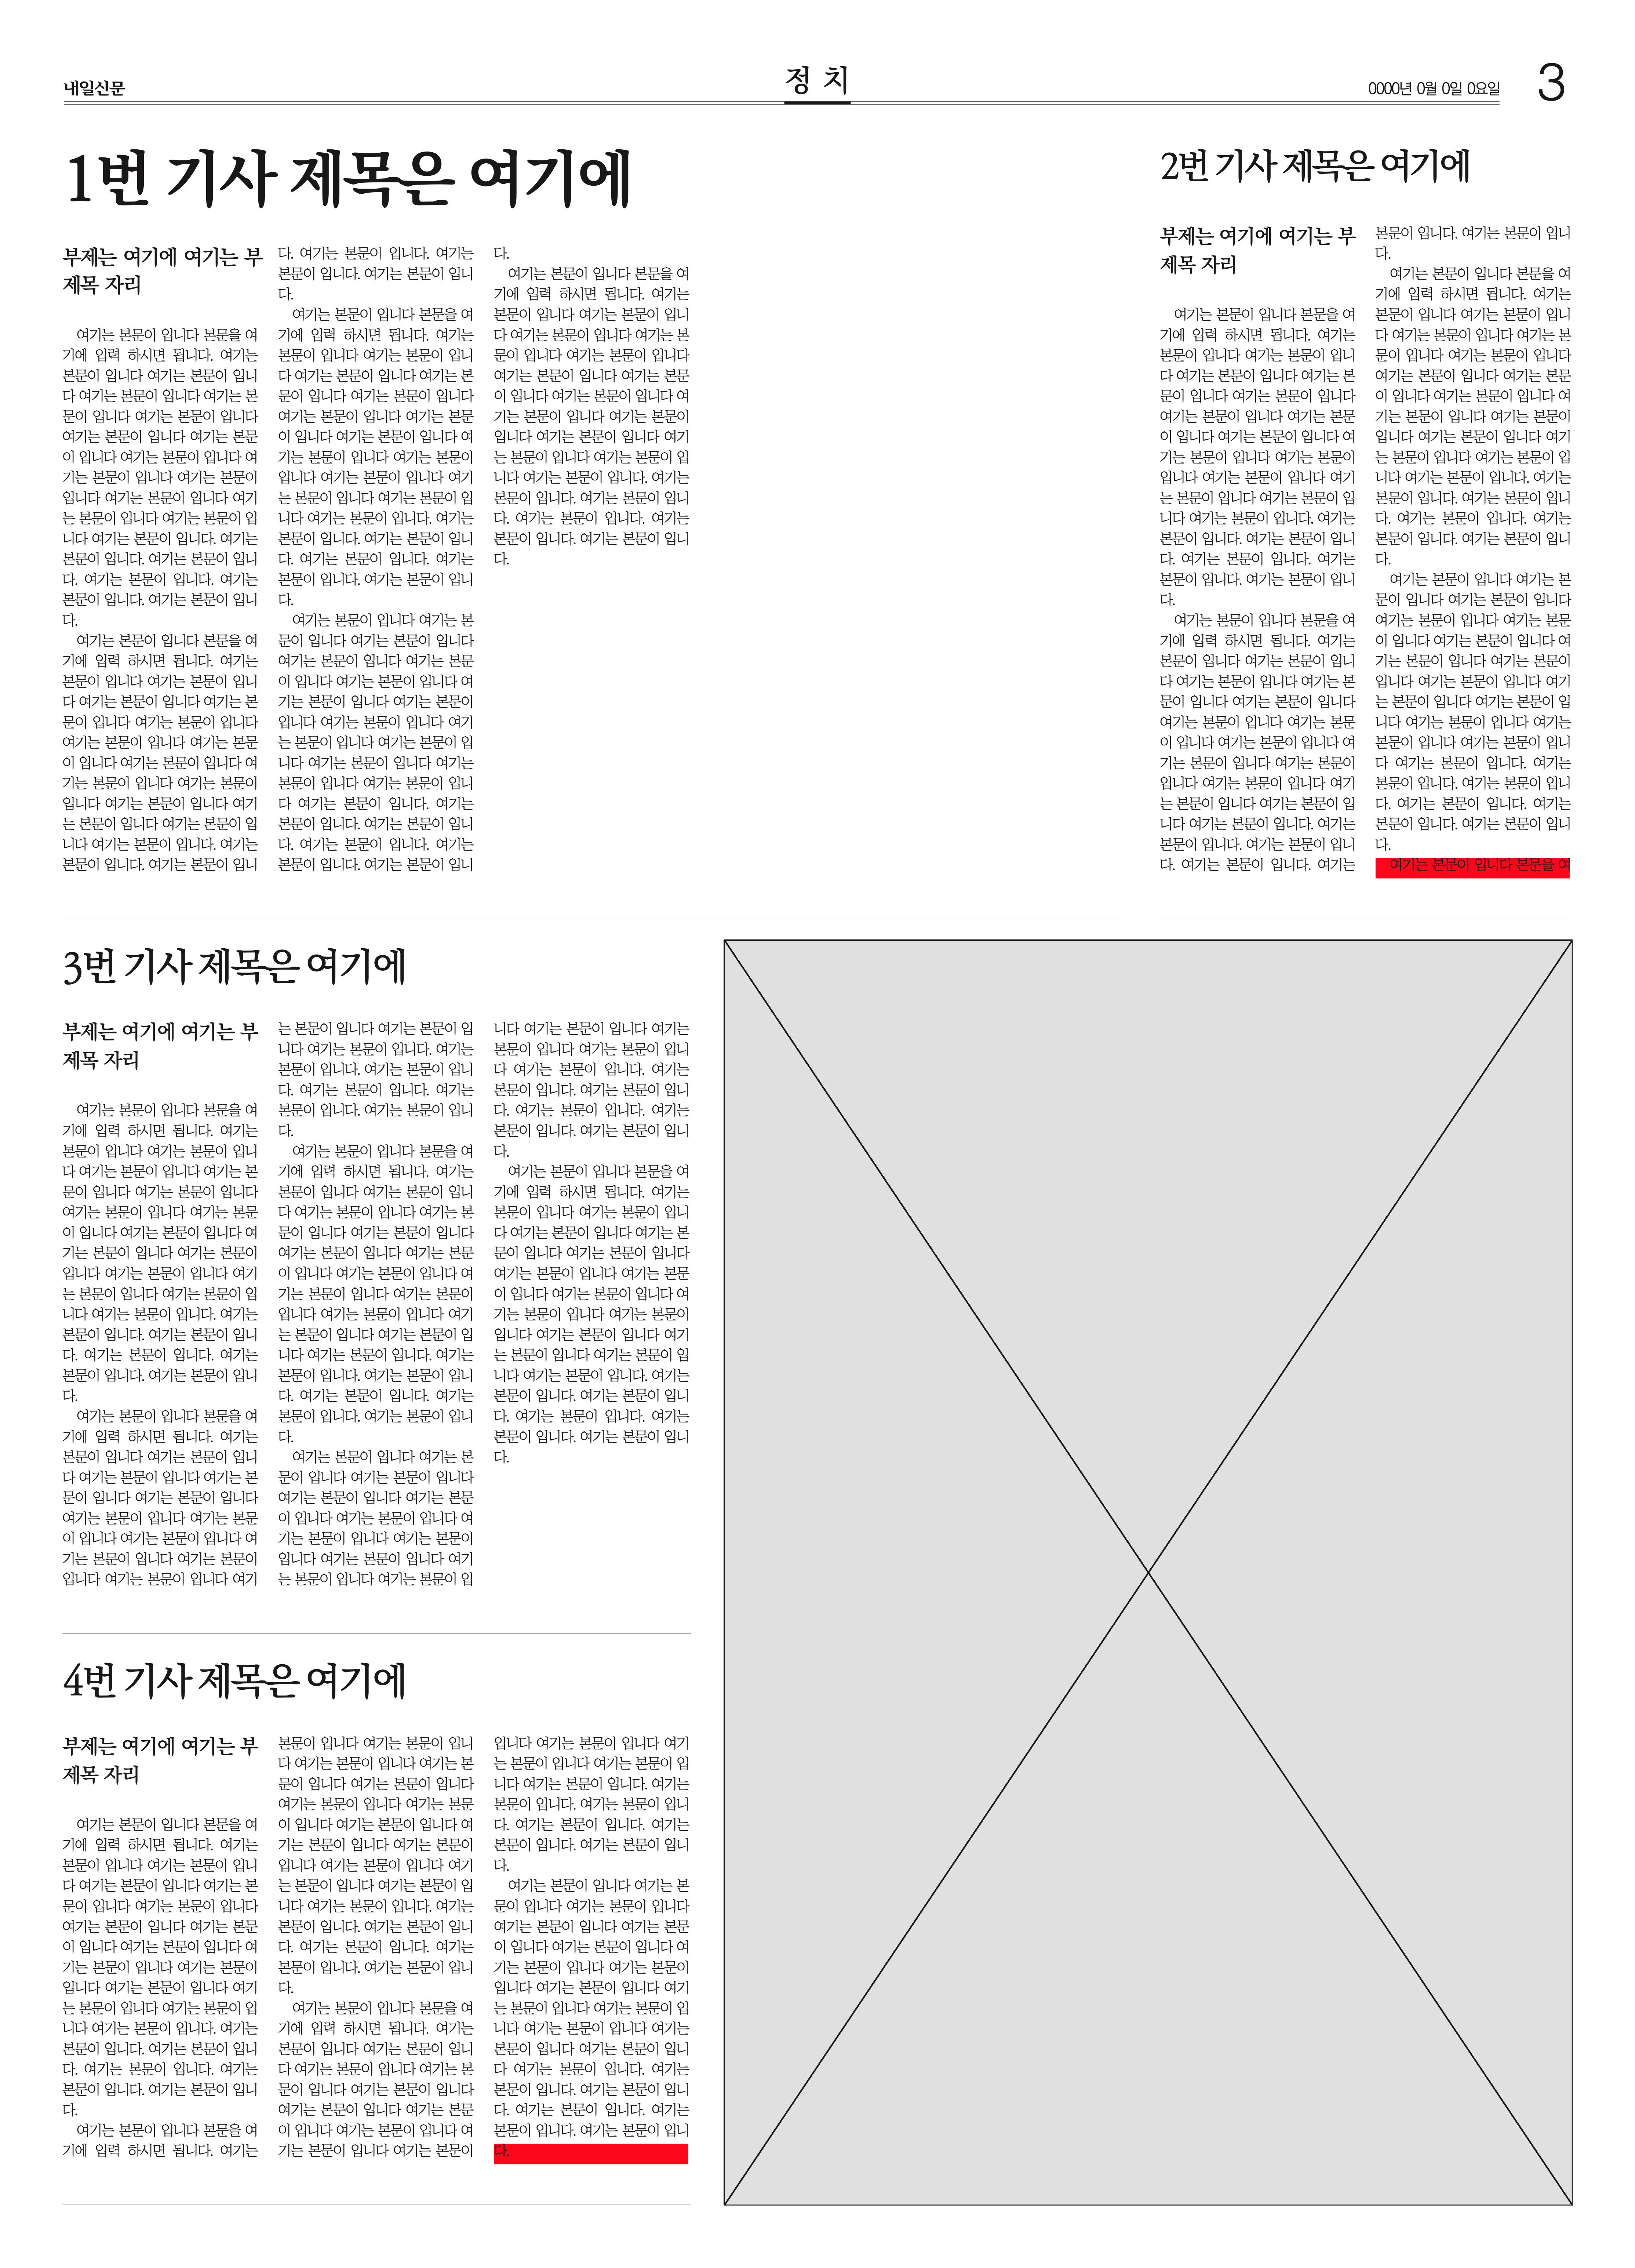 내일신문
정 치
0000년 0월 0일 0요일
3
1번 기사 제목은 여기에
부제는 여기에 여기는 부
제목 자리
여기는 본문이 입니다 본문을 여
기에 입력 하시면 됩니다. 여기는
본문이 입니다 여기는 본문이 입니
다 여기는 본문이 입니다 여기는 본
문이 입니다 여기는 본문이 입니다
여기는 본문이 입니다 여기는 본문
이 입니다 여기는 본문이 입니다 여
기는 본문이 입니다 여기는 본문이
입니다 여기는 본문이 입니다 여기
는 본문이 입니다 여기는 본문이 입
니다 여기는 본문이 입니다. 여기는
본문이 입니다. 여기는 본문이 입니
다. 여기는 본문이 입니다. 여기는
본문이 입니다. 여기는 본문이 입니
다.
여기는 본문이 입니다 본문을 여
기에 입력 하시면 됩니다. 여기는
본문이 입니다 여기는 본문이 입니
다 여기는 본문이 입니다 여기는 본
문이 입니다 여기는 본문이 입니다
여기는 본문이 입니다 여기는 본문
이 입니다 여기는 본문이 입니다 여
기는 본문이 입니다 여기는 본문이
입니다 여기는 본문이 입니다 여기
는 본문이 입니다 여기는 본문이 입
니다 여기는 본문이 입니다. 여기는
본문이 입니다. 여기는 본문이 입니
다. 여기는 본문이 입니다. 여기는
본문이 입니다. 여기는 본문이 입니
다.
여기는 본문이 입니다 본문을 여
기에 입력 하시면 됩니다. 여기는
본문이 입니다 여기는 본문이 입니
다 여기는 본문이 입니다 여기는 본
문이 입니다 여기는 본문이 입니다
여기는 본문이 입니다 여기는 본문
이 입니다 여기는 본문이 입니다 여
기는 본문이 입니다 여기는 본문이
입니다 여기는 본문이 입니다 여기
는 본문이 입니다 여기는 본문이 입
니다 여기는 본문이 입니다. 여기는
본문이 입니다. 여기는 본문이 입니
다. 여기는 본문이 입니다. 여기는
본문이 입니다. 여기는 본문이 입니
다.
여기는 본문이 입니다 여기는 본
문이 입니다 여기는 본문이 입니다
여기는 본문이 입니다 여기는 본문
이 입니다 여기는 본문이 입니다 여
기는 본문이 입니다 여기는 본문이
입니다 여기는 본문이 입니다 여기
는 본문이 입니다 여기는 본문이 입
니다 여기는 본문이 입니다 여기는
본문이 입니다 여기는 본문이 입니
다 여기는 본문이 입니다. 여기는
본문이 입니다. 여기는 본문이 입니
다. 여기는 본문이 입니다. 여기는
본문이 입니다. 여기는 본문이 입니
다.
여기는 본문이 입니다 본문을 여
기에 입력 하시면 됩니다. 여기는
본문이 입니다 여기는 본문이 입니
다 여기는 본문이 입니다 여기는 본
문이 입니다 여기는 본문이 입니다
여기는 본문이 입니다 여기는 본문
이 입니다 여기는 본문이 입니다 여
기는 본문이 입니다 여기는 본문이
입니다 여기는 본문이 입니다 여기
는 본문이 입니다 여기는 본문이 입
니다 여기는 본문이 입니다. 여기는
본문이 입니다. 여기는 본문이 입니
다. 여기는 본문이 입니다. 여기는
본문이 입니다. 여기는 본문이 입니
다.
2번 기사 제목은 여기에
부제는 여기에 여기는 부
제목 자리
여기는 본문이 입니다 본문을 여
기에 입력 하시면 됩니다. 여기는
본문이 입니다 여기는 본문이 입니
다 여기는 본문이 입니다 여기는 본
문이 입니다 여기는 본문이 입니다
여기는 본문이 입니다 여기는 본문
이 입니다 여기는 본문이 입니다 여
기는 본문이 입니다 여기는 본문이
입니다 여기는 본문이 입니다 여기
는 본문이 입니다 여기는 본문이 입
니다 여기는 본문이 입니다. 여기는
본문이 입니다. 여기는 본문이 입니
다. 여기는 본문이 입니다. 여기는
본문이 입니다. 여기는 본문이 입니
다.
여기는 본문이 입니다 본문을 여
기에 입력 하시면 됩니다. 여기는
본문이 입니다 여기는 본문이 입니
다 여기는 본문이 입니다 여기는 본
문이 입니다 여기는 본문이 입니다
여기는 본문이 입니다 여기는 본문
이 입니다 여기는 본문이 입니다 여
기는 본문이 입니다 여기는 본문이
입니다 여기는 본문이 입니다 여기
는 본문이 입니다 여기는 본문이 입
니다 여기는 본문이 입니다. 여기는
본문이 입니다. 여기는 본문이 입니
다. 여기는 본문이 입니다. 여기는
본문이 입니다. 여기는 본문이 입니
다.
여기는 본문이 입니다 본문을 여
기에 입력 하시면 됩니다. 여기는
본문이 입니다 여기는 본문이 입니
다 여기는 본문이 입니다 여기는 본
문이 입니다 여기는 본문이 입니다
여기는 본문이 입니다 여기는 본문
이 입니다 여기는 본문이 입니다 여
기는 본문이 입니다 여기는 본문이
입니다 여기는 본문이 입니다 여기
는 본문이 입니다 여기는 본문이 입
니다 여기는 본문이 입니다. 여기는
본문이 입니다. 여기는 본문이 입니
다. 여기는 본문이 입니다. 여기는
본문이 입니다. 여기는 본문이 입니
다.
여기는 본문이 입니다 여기는 본
문이 입니다 여기는 본문이 입니다
여기는 본문이 입니다 여기는 본문
이 입니다 여기는 본문이 입니다 여
기는 본문이 입니다 여기는 본문이
입니다 여기는 본문이 입니다 여기
는 본문이 입니다 여기는 본문이 입
니다 여기는 본문이 입니다 여기는
본문이 입니다 여기는 본문이 입니
다 여기는 본문이 입니다. 여기는
본문이 입니다. 여기는 본문이 입니
다. 여기는 본문이 입니다. 여기는
본문이 입니다. 여기는 본문이 입니
다.
여기는 본문이 입니다 본문을 여
3번 기사 제목은 여기에
부제는 여기에 여기는 부
제목 자리
여기는 본문이 입니다 본문을 여
기에 입력 하시면 됩니다. 여기는
본문이 입니다 여기는 본문이 입니
다 여기는 본문이 입니다 여기는 본
문이 입니다 여기는 본문이 입니다
여기는 본문이 입니다 여기는 본문
이 입니다 여기는 본문이 입니다 여
기는 본문이 입니다 여기는 본문이
입니다 여기는 본문이 입니다 여기
는 본문이 입니다 여기는 본문이 입
니다 여기는 본문이 입니다. 여기는
본문이 입니다. 여기는 본문이 입니
다. 여기는 본문이 입니다. 여기는
본문이 입니다. 여기는 본문이 입니
다.
여기는 본문이 입니다 본문을 여
기에 입력 하시면 됩니다. 여기는
본문이 입니다 여기는 본문이 입니
다 여기는 본문이 입니다 여기는 본
문이 입니다 여기는 본문이 입니다
여기는 본문이 입니다 여기는 본문
이 입니다 여기는 본문이 입니다 여
기는 본문이 입니다 여기는 본문이
입니다 여기는 본문이 입니다 여기
는 본문이 입니다 여기는 본문이 입
니다 여기는 본문이 입니다. 여기는
본문이 입니다. 여기는 본문이 입니
다. 여기는 본문이 입니다. 여기는
본문이 입니다. 여기는 본문이 입니
다.
여기는 본문이 입니다 본문을 여
기에 입력 하시면 됩니다. 여기는
본문이 입니다 여기는 본문이 입니
다 여기는 본문이 입니다 여기는 본
문이 입니다 여기는 본문이 입니다
여기는 본문이 입니다 여기는 본문
이 입니다 여기는 본문이 입니다 여
기는 본문이 입니다 여기는 본문이
입니다 여기는 본문이 입니다 여기
는 본문이 입니다 여기는 본문이 입
니다 여기는 본문이 입니다. 여기는
본문이 입니다. 여기는 본문이 입니
다. 여기는 본문이 입니다. 여기는
본문이 입니다. 여기는 본문이 입니
다.
여기는 본문이 입니다 여기는 본
문이 입니다 여기는 본문이 입니다
여기는 본문이 입니다 여기는 본문
이 입니다 여기는 본문이 입니다 여
기는 본문이 입니다 여기는 본문이
입니다 여기는 본문이 입니다 여기
는 본문이 입니다 여기는 본문이 입
니다 여기는 본문이 입니다 여기는
본문이 입니다 여기는 본문이 입니
다 여기는 본문이 입니다. 여기는
본문이 입니다. 여기는 본문이 입니
다. 여기는 본문이 입니다. 여기는
본문이 입니다. 여기는 본문이 입니
다.
여기는 본문이 입니다 본문을 여
기에 입력 하시면 됩니다. 여기는
본문이 입니다 여기는 본문이 입니
다 여기는 본문이 입니다 여기는 본
문이 입니다 여기는 본문이 입니다
여기는 본문이 입니다 여기는 본문
이 입니다 여기는 본문이 입니다 여
기는 본문이 입니다 여기는 본문이
입니다 여기는 본문이 입니다 여기
는 본문이 입니다 여기는 본문이 입
니다 여기는 본문이 입니다. 여기는
본문이 입니다. 여기는 본문이 입니
다. 여기는 본문이 입니다. 여기는
본문이 입니다. 여기는 본문이 입니
다.
4번 기사 제목은 여기에
부제는 여기에 여기는 부
제목 자리
여기는 본문이 입니다 본문을 여
기에 입력 하시면 됩니다. 여기는
본문이 입니다 여기는 본문이 입니
다 여기는 본문이 입니다 여기는 본
문이 입니다 여기는 본문이 입니다
여기는 본문이 입니다 여기는 본문
이 입니다 여기는 본문이 입니다 여
기는 본문이 입니다 여기는 본문이
입니다 여기는 본문이 입니다 여기
는 본문이 입니다 여기는 본문이 입
니다 여기는 본문이 입니다. 여기는
본문이 입니다. 여기는 본문이 입니
다. 여기는 본문이 입니다. 여기는
본문이 입니다. 여기는 본문이 입니
다.
여기는 본문이 입니다 본문을 여
기에 입력 하시면 됩니다. 여기는
본문이 입니다 여기는 본문이 입니
다 여기는 본문이 입니다 여기는 본
문이 입니다 여기는 본문이 입니다
여기는 본문이 입니다 여기는 본문
이 입니다 여기는 본문이 입니다 여
기는 본문이 입니다 여기는 본문이
입니다 여기는 본문이 입니다 여기
는 본문이 입니다 여기는 본문이 입
니다 여기는 본문이 입니다. 여기는
본문이 입니다. 여기는 본문이 입니
다. 여기는 본문이 입니다. 여기는
본문이 입니다. 여기는 본문이 입니
다.
여기는 본문이 입니다 본문을 여
기에 입력 하시면 됩니다. 여기는
본문이 입니다 여기는 본문이 입니
다 여기는 본문이 입니다 여기는 본
문이 입니다 여기는 본문이 입니다
여기는 본문이 입니다 여기는 본문
이 입니다 여기는 본문이 입니다 여
기는 본문이 입니다 여기는 본문이
입니다 여기는 본문이 입니다 여기
는 본문이 입니다 여기는 본문이 입
니다 여기는 본문이 입니다. 여기는
본문이 입니다. 여기는 본문이 입니
다. 여기는 본문이 입니다. 여기는
본문이 입니다. 여기는 본문이 입니
다.
여기는 본문이 입니다 여기는 본
문이 입니다 여기는 본문이 입니다
여기는 본문이 입니다 여기는 본문
이 입니다 여기는 본문이 입니다 여
기는 본문이 입니다 여기는 본문이
입니다 여기는 본문이 입니다 여기
는 본문이 입니다 여기는 본문이 입
니다 여기는 본문이 입니다 여기는
본문이 입니다 여기는 본문이 입니
다 여기는 본문이 입니다. 여기는
본문이 입니다. 여기는 본문이 입니
다. 여기는 본문이 입니다. 여기는
본문이 입니다. 여기는 본문이 입니
다.